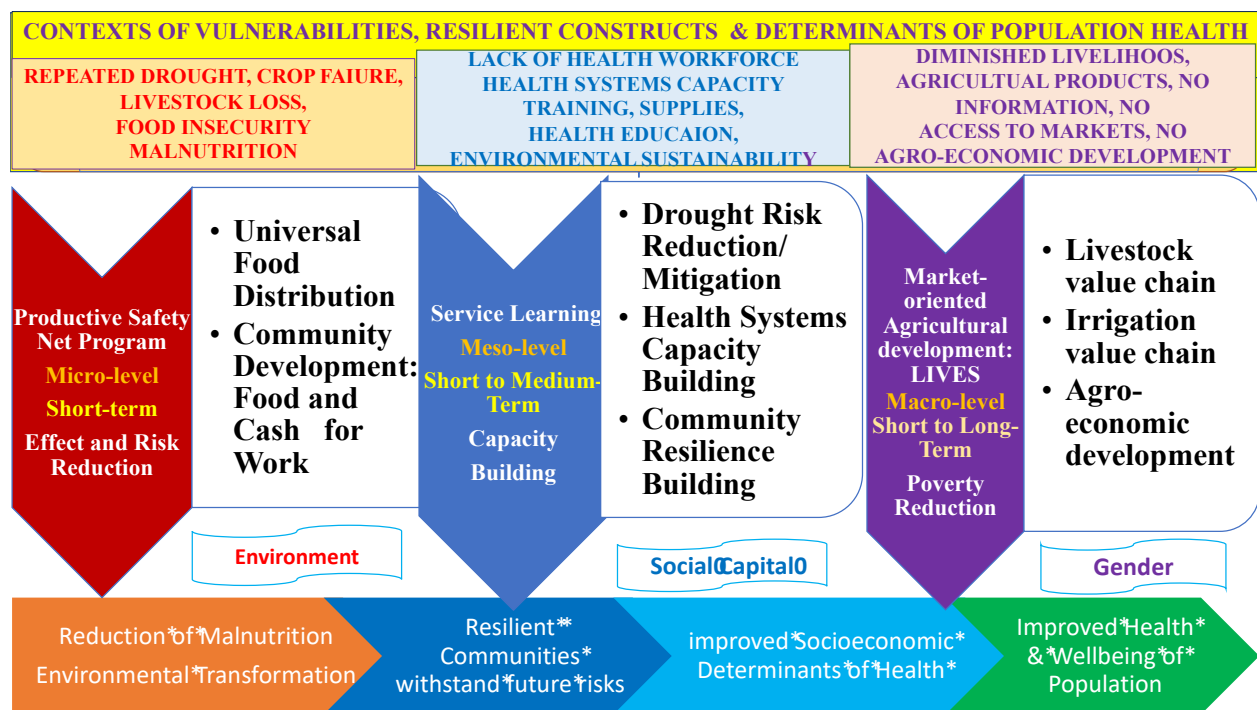 CONTEXTS OF VULNERABILITIES, RESILIENT CONSTRUCTS & DETERMINANTS OF POPULATION HEALTH
REPEATED DROUGHT, CROP FAIURE,
LIVESTOCK LOSS,
FOOD INSECURITY
MALNUTRITION
LACK OF HEALTH WORKFORCE
HEALTH SYSTEMS CAPACITY
TRAINING, SUPPLIES,
HEALTH EDUCAION,
ENVIRONMENTAL SUSTAINABILITY
DIMINISHED LIVELIHOOS,
AGRICULTUAL PRODUCTS, NO
INFORMATION, NO
ACCESS TO MARKETS, NO
AGRO-ECONOMIC DEVELOPMENT
Productive Safety
Net Program
Micro-level
Short-term
Effect and Risk
Reduction
• Universal
Food
Distribution
• Community
Development:
Food and
Cash for
Work
Service Learning
Meso-level
Short to Medium-
Term
Capacity
Building
• Drought Risk
Reduction/
Mitigation
• Health Systems
Capacity
Building
• Community
Resilience
Building
Market-
oriented
Agricultural
development:
LIVES
Macro-level
Short to Long-
Term
Poverty
Reduction
• Livestock
value chain
• Irrigation
value chain
• Agro-
economic
development
Environment
Social0Capital0
Gender
Reduction*of*Malnutrition
Environmental*Transformation
Resilient**
Communities*
withstand*future*risks
improved*Socioeconomic*
Determinants*of*Health*
Improved*Health*
&*Wellbeing*of*
Population